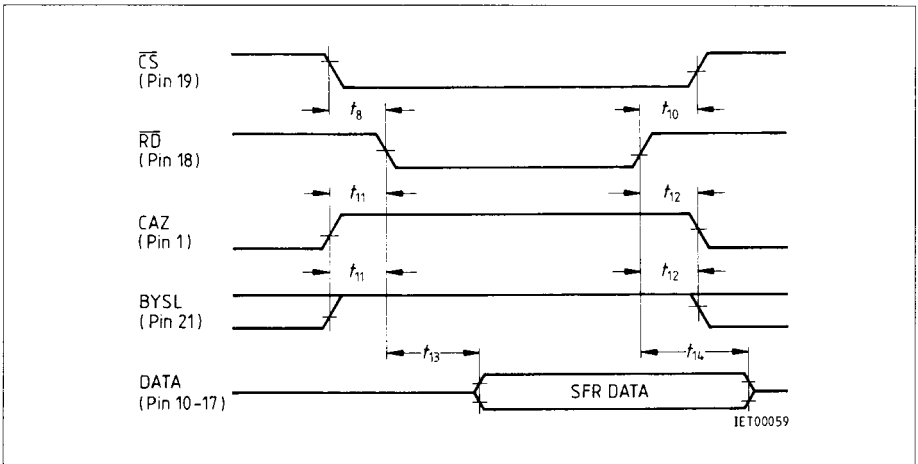 CS
(Pin 19)
t8
t10
RD
(Pin 18)
t11
t12
CAZ
(Pin 1)
t11
t12
BYSL
(Pin 21)
t13
t14
DATA
(Pin 10-17)
SFR DATA
IET00059